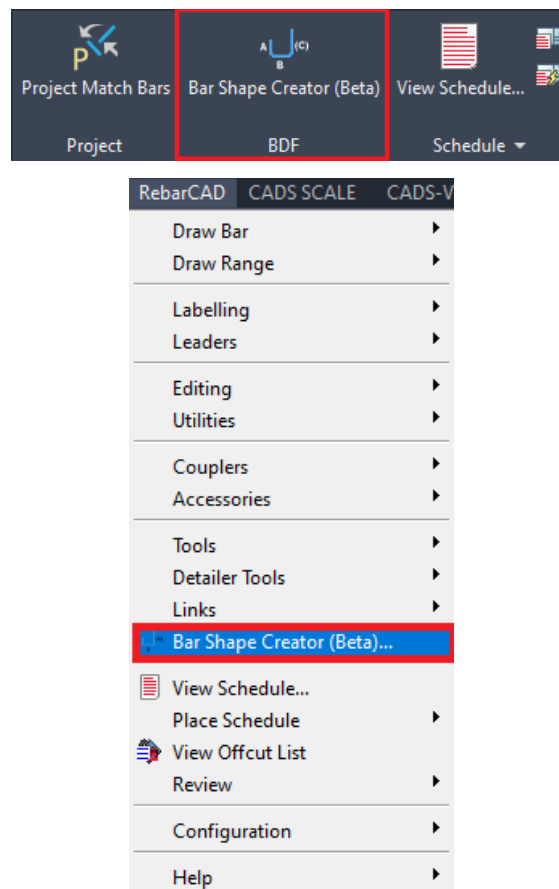 A (C)
B
P
Project Match Bars Bar Shape Creator (Beta) View Schedule...
Project BDF Schedule
RebarCAD CADS SCALE CADS-V
Draw Bar
Draw Range
Labelling
Leaders
Editing
Utilities
Couplers
Accessories
Tools
Detailer Tools
Links
Bar Shape Creator (Beta)...
View Schedule...
Place Schedule
View Offcut List
Review
Configuration
Help